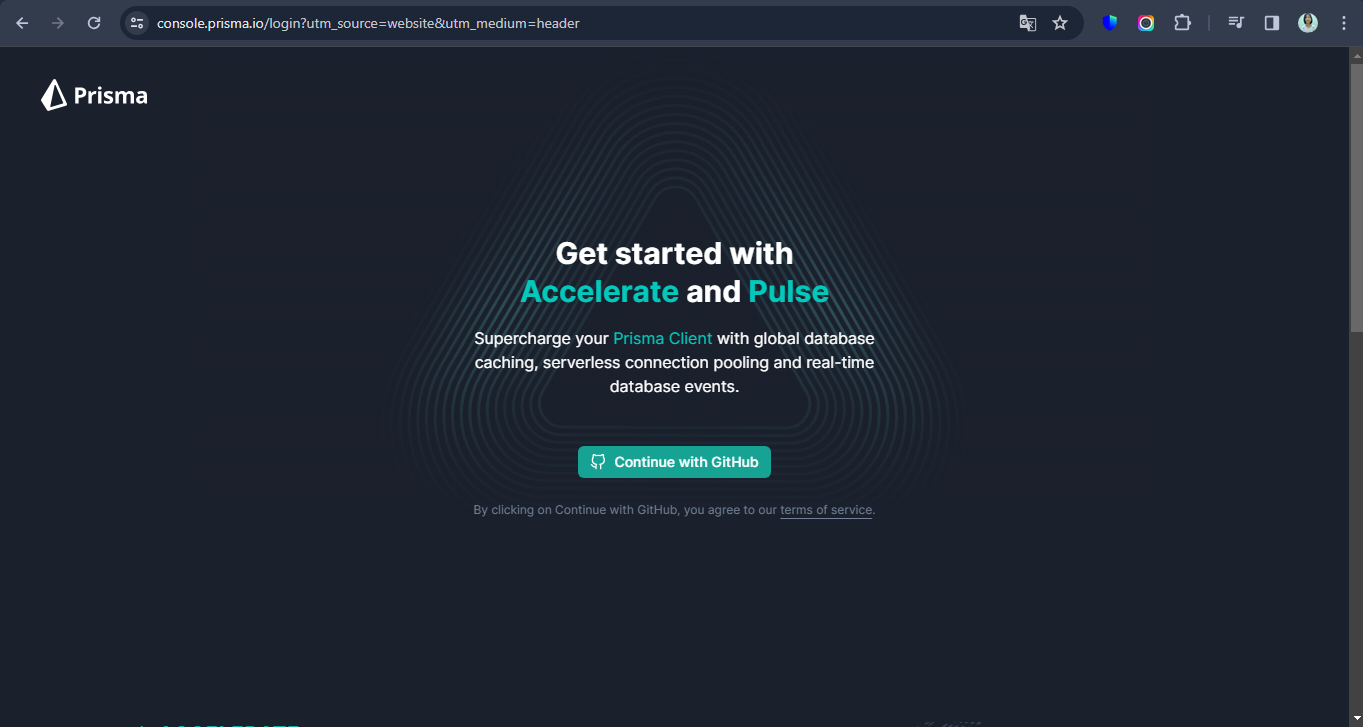 console.prisma.io/login?utm_source=website&utm_medium=header
Prisma
Get started with
Accelerate and Pulse
Supercharge your Prisma Client with global database
caching, serverless connection pooling and real-time
database events.
Continue with GitHub
By clicking on Continue with GitHub, you agree to our terms of service.
ACCELERATE